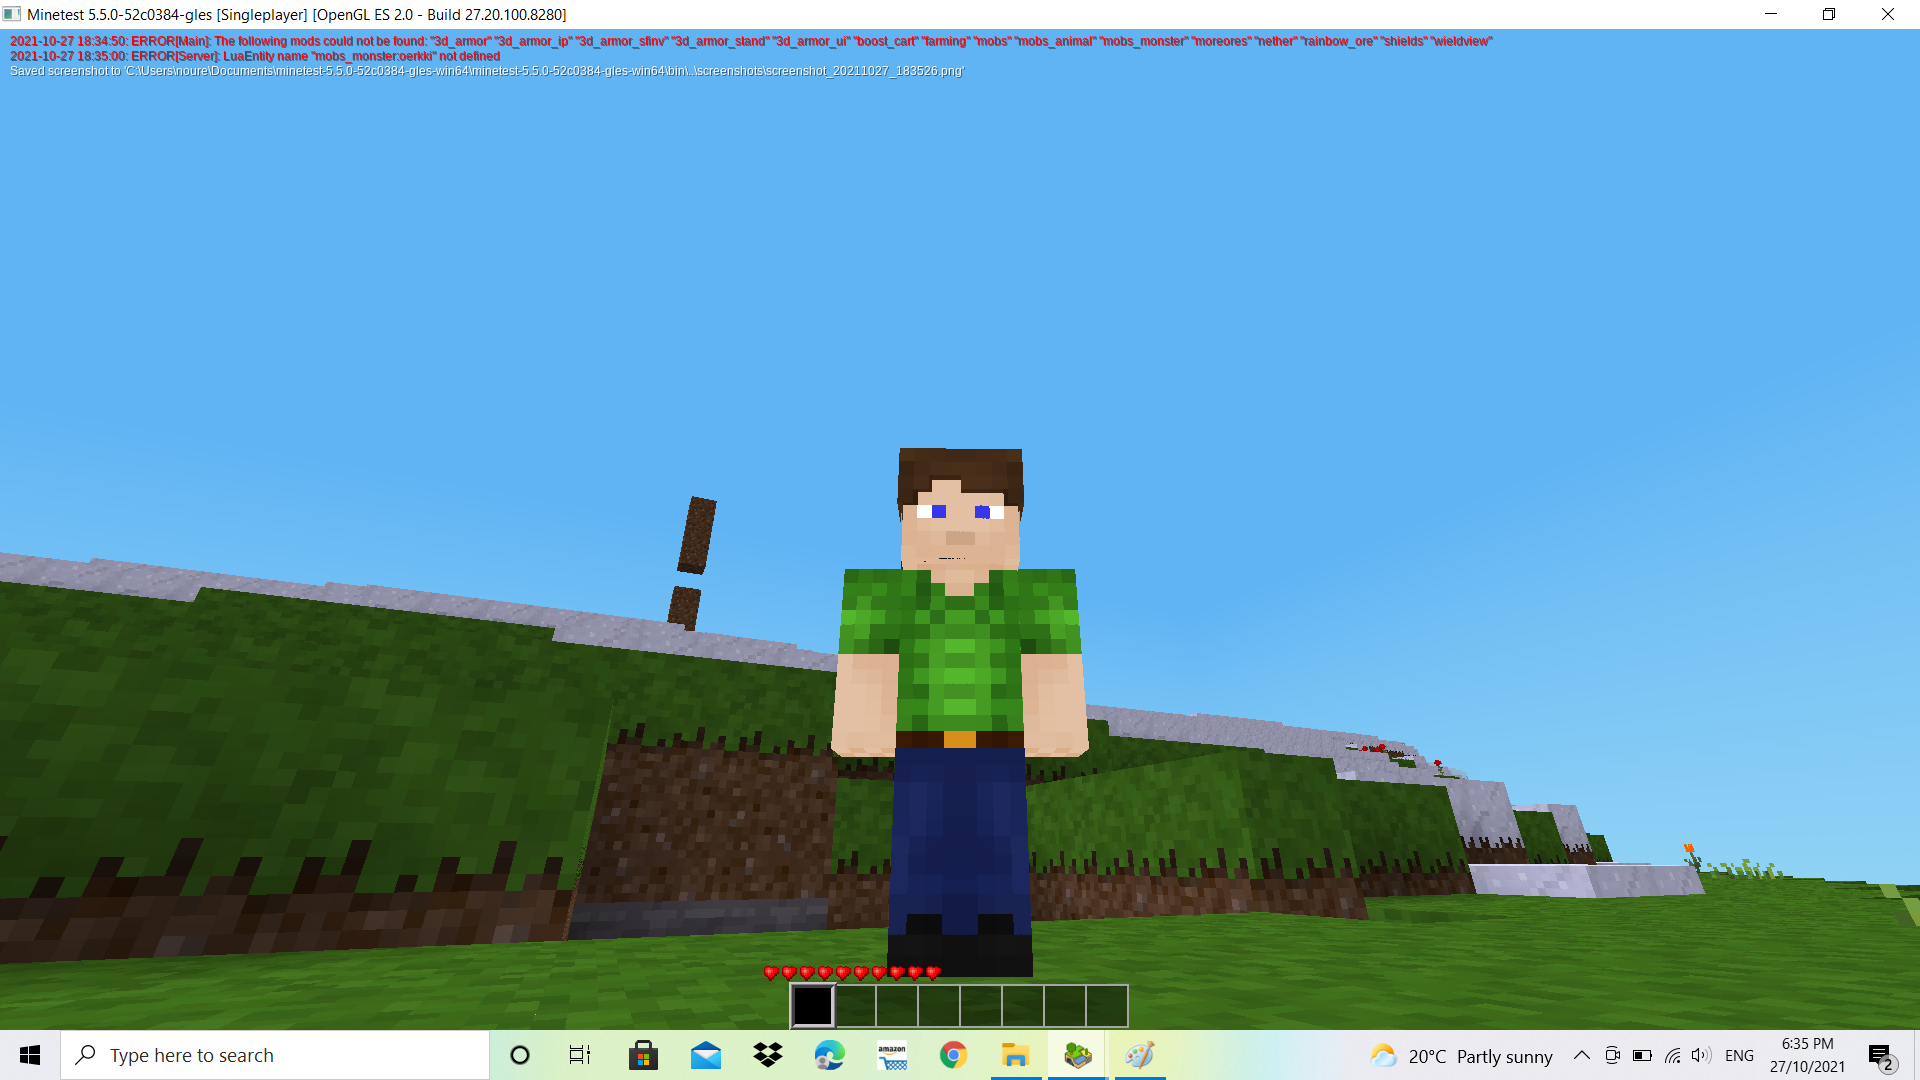 Minetest 5.5.0-52c0384-gles [Singleplayer] [OpenGL ES 2.0 - Build 27.20.100.8280]
2021-10-27 18:34:50: ERROR[Main]: The following mods could not be found: "3d_armor" "3d_armor_ip" "3d_armor_sfinv" "3d_armor_stand" "3d_armor_ui" "boost_cart" "farming" "mobs" "mobs_animal" "mobs_monster" "moreores" "nether" "rainbow_ore" "shields" "wieldview"
2021-10-27 18:35:00: ERROR[Server]: LuaEntity name "mobs_monster:oerkki" not defined
Saved screenshot to 'C:\Users\noure\Documents\minetest-5.5.0-52c0384-gles-win64\minetest-5.5.0-52c0384-gles-win64\bin\..\screenshots\screenshot_20211027_183526.png'
Type here to search
amazon
20°C Partly sunny
ENG
6:35 PM
27/10/2021
2